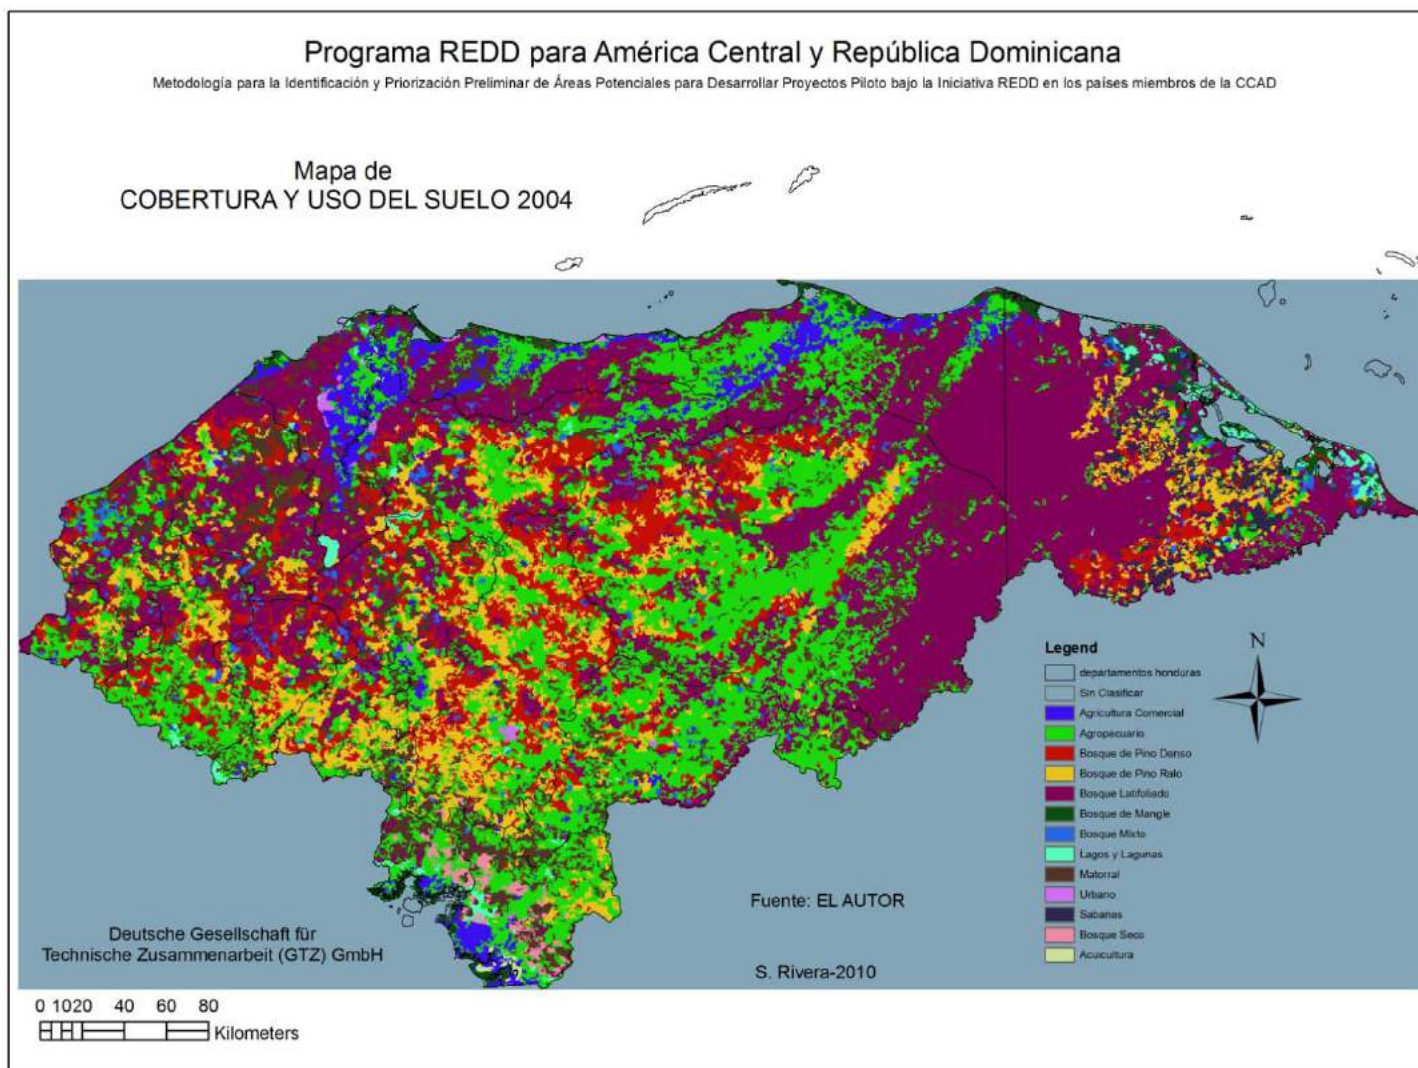 Programa REDD para América Central y República Dominicana
Metodología para la Identificación y Priorización Preliminar de Áreas Potenciales para Desarrollar Proyectos Piloto bajo la Iniciativa REDD en los países miembros de la CCAD
Mapa de
COBERTURA Y USO DEL SUELO 2004
Legend
departamentos honduras
Sin Clasificar
Agricultura Comercial
Agropecuario
Bosque de Pino Denso
Bosque de Pino Ralo
Bosque Latifoliado
Bosque de Mangle
Bosque Mixto
Lagos y Lagunas
Matorral
Urbano
Sabanas
Bosque Seco
Acuicultura
N
Fuente: EL AUTOR
S. Rivera-2010
Deutsche Gesellschaft für
Technische Zusammenarbeit (GTZ) GmbH
0 1020 40 60 80
Kilometers